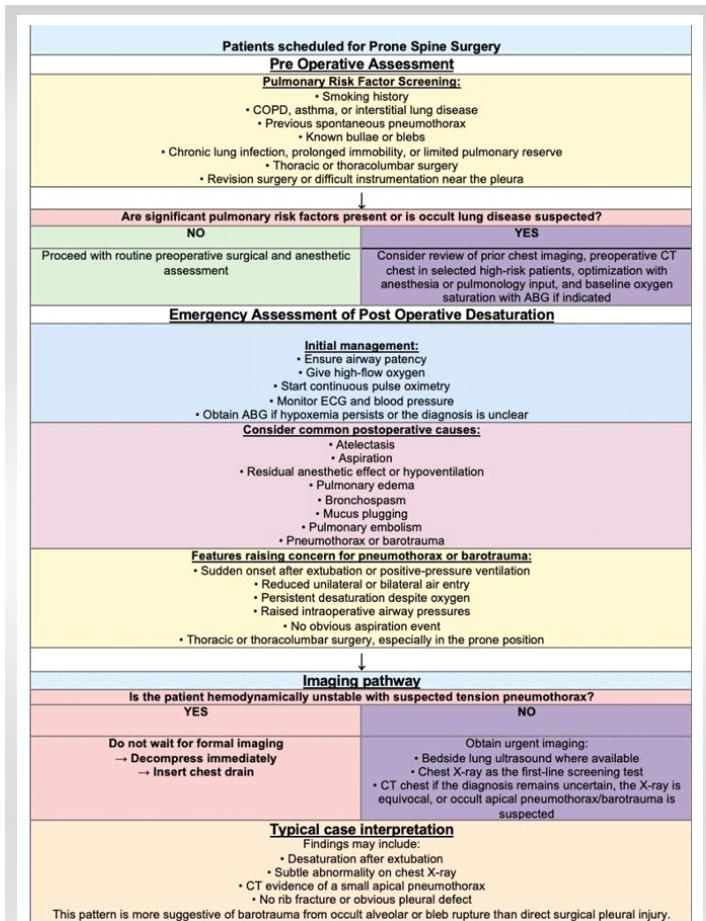 Patients scheduled for Prone Spine Surgery
Pre Operative Assessment
Pulmonary Risk Factor Screening:
• Smoking history
• COPD, asthma, or interstitial lung disease
• Previous spontaneous pneumothorax
• Known bullae or blebs
• Chronic lung infection, prolonged immobility, or limited pulmonary reserve
• Thoracic or thoracolumbar surgery
• Revision surgery or difficult instrumentation near the pleura
↓
Are significant pulmonary risk factors present or is occult lung disease suspected?
NO
Proceed with routine preoperative surgical and anesthetic
assessment
YES
Consider review of prior chest imaging, preoperative CT
chest in selected high-risk patients, optimization with
anesthesia or pulmonology input, and baseline oxygen
saturation with ABG if indicated
Emergency Assessment of Post Operative Desaturation
Initial management:
• Ensure airway patency
• Give high-flow oxygen
• Start continuous pulse oximetry
• Monitor ECG and blood pressure
• Obtain ABG if hypoxemia persists or the diagnosis is unclear
Consider common postoperative causes:
• Atelectasis
• Aspiration
• Residual anesthetic effect or hypoventilation
• Pulmonary edema
• Bronchospasm
• Mucus plugging
• Pulmonary embolism
• Pneumothorax or barotrauma
Features raising concern for pneumothorax or barotrauma:
• Sudden onset after extubation or positive-pressure ventilation
• Reduced unilateral or bilateral air entry
• Persistent desaturation despite oxygen
• Raised intraoperative airway pressures
• No obvious aspiration event
• Thoracic or thoracolumbar surgery, especially in the prone position
↓
Imaging pathway
Is the patient hemodynamically unstable with suspected tension pneumothorax?
YES
Do not wait for formal imaging
→ Decompress immediately
→ Insert chest drain
NO
Obtain urgent imaging:
• Bedside lung ultrasound where available
• Chest X-ray as the first-line screening test
• CT chest if the diagnosis remains uncertain, the X-ray is
equivocal, or occult apical pneumothorax/barotrauma is
suspected
Typical case interpretation
Findings may include:
• Desaturation after extubation
• Subtle abnormality on chest X-ray
• CT evidence of a small apical pneumothorax
• No rib fracture or obvious pleural defect
This pattern is more suggestive of barotrauma from occult alveolar or bleb rupture than direct surgical pleural injury.